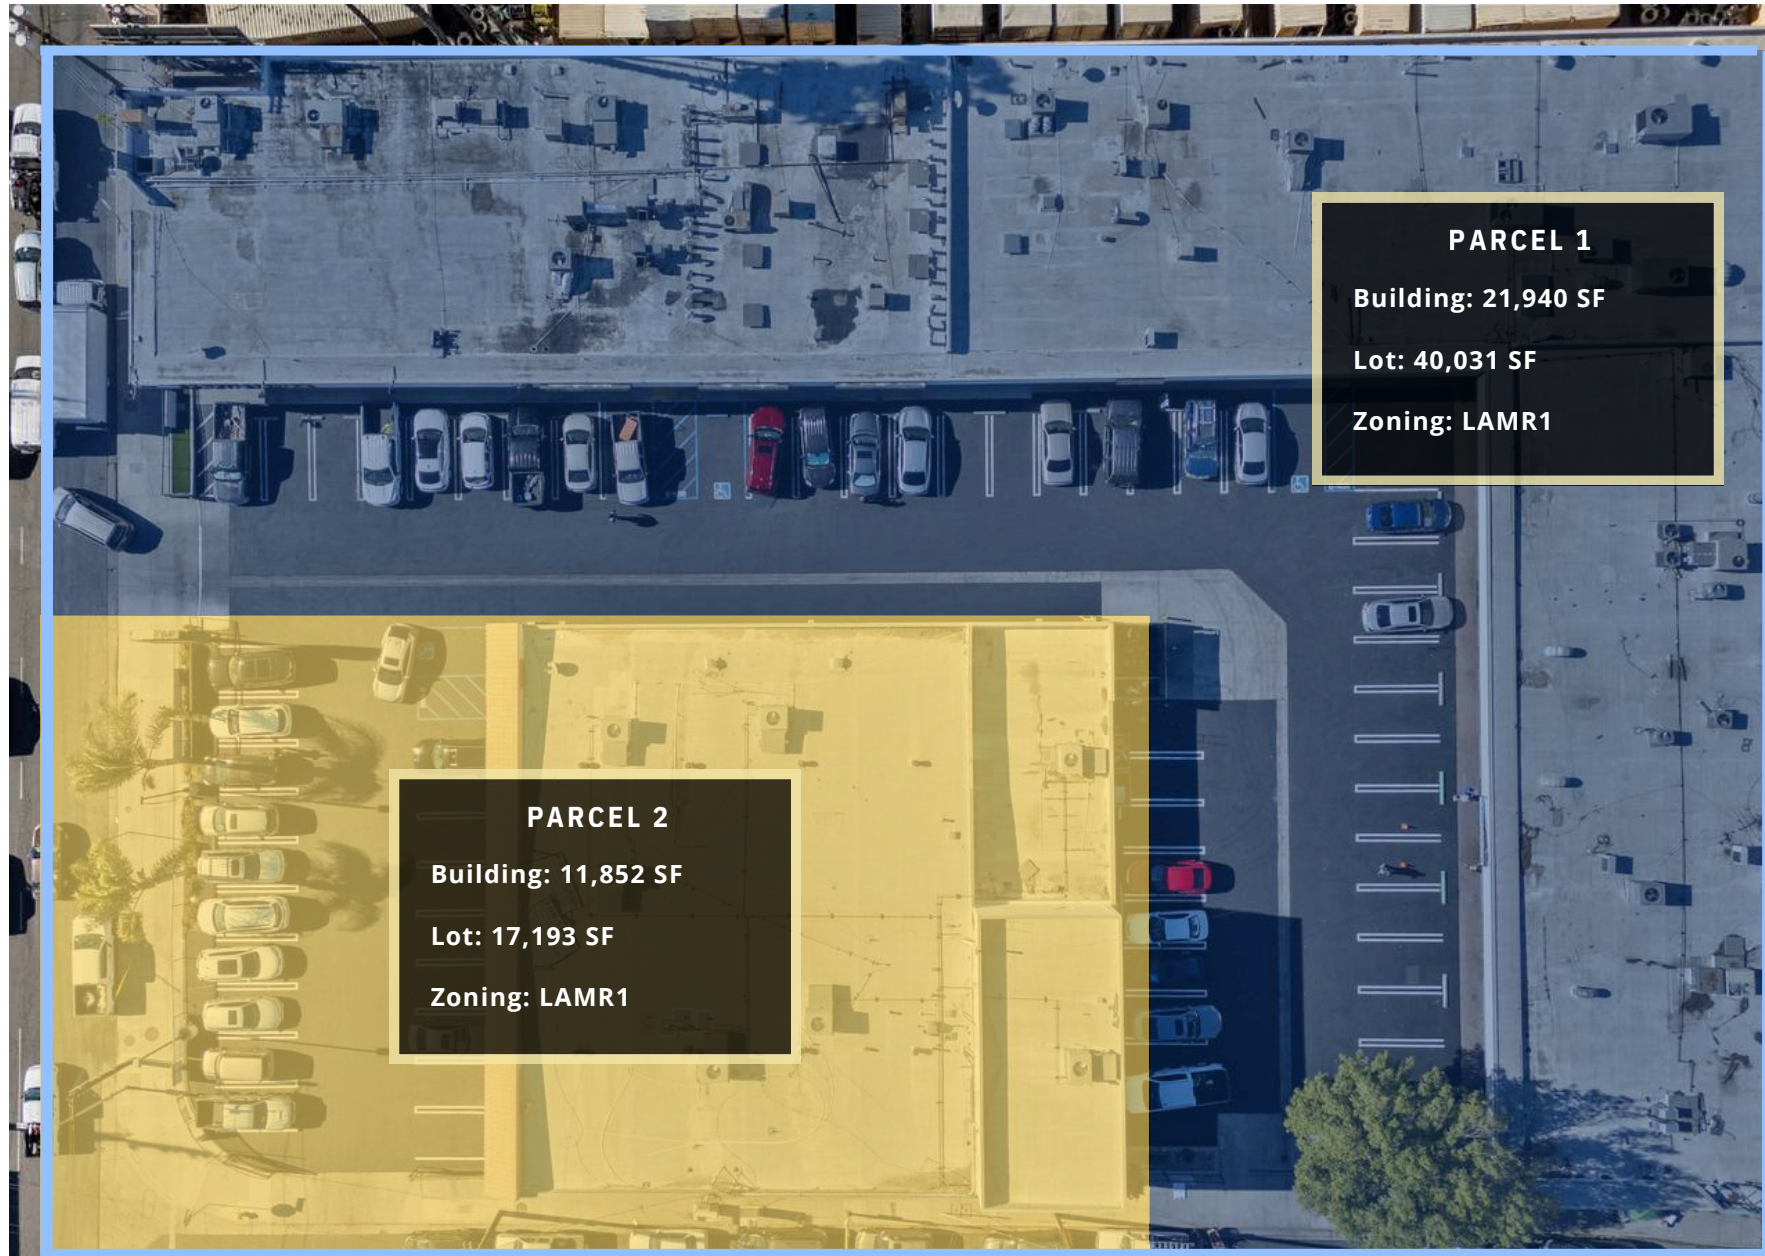 PARCEL 1
Building: 21,940 SF
Lot: 40,031 SF
Zoning: LAMR1
PARCEL 2
Building: 11,852 SF
Lot: 17,193 SF
Zoning: LAMR1